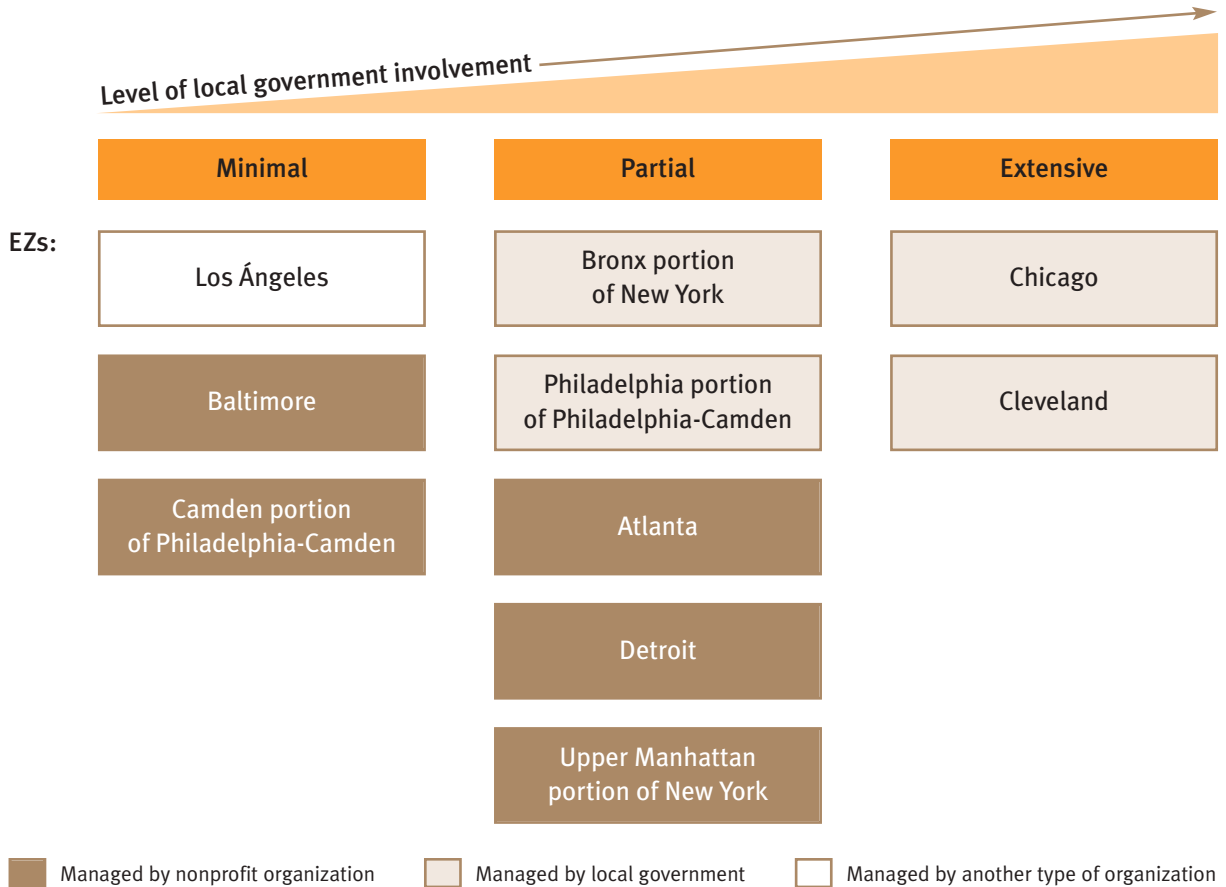 Level of local government involvement
Minimal
Partial
Extensive
EZs:
Los Ángeles
Bronx portion
of New York
Chicago
Baltimore
Philadelphia portion
of Philadelphia-Camden
Cleveland
Camden portion
of Philadelphia-Camden
Atlanta
Detroit
Upper Manhattan
portion of New York
Managed by nonprofit organization
Managed by local government
Managed by another type of organization